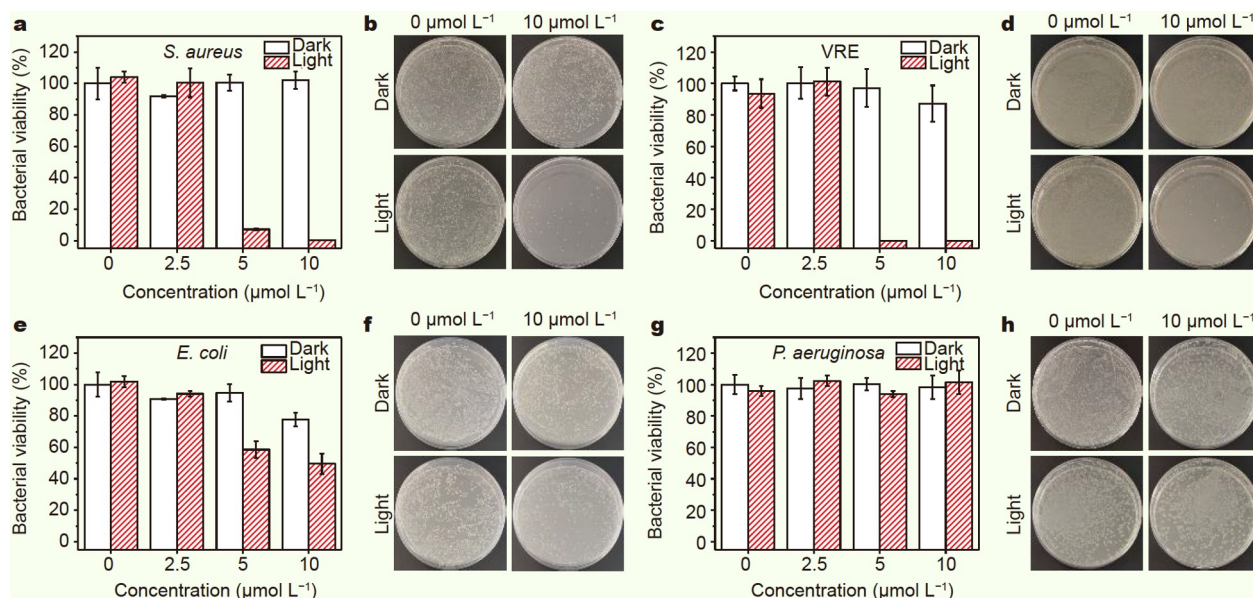 a
Bacterial viability (%)
120
100
80
60
40
20
0
S. aureus
Dark
Light
0
2.5
5
10
Concentration (µmol L⁻¹)
b
0 µmol L⁻¹
10 µmol L⁻¹
Dark
Light
c
Bacterial viability (%)
120
100
80
60
40
20
0
VRE
Dark
Light
0
2.5
5
10
Concentration (µmol L⁻¹)
d
0 µmol L⁻¹
10 µmol L⁻¹
Dark
Light
e
Bacterial viability (%)
120
100
80
60
40
20
0
E. coli
Dark
Light
0
2.5
5
10
Concentration (µmol L⁻¹)
f
0 µmol L⁻¹
10 µmol L⁻¹
Dark
Light
g
Bacterial viability (%)
120
100
80
60
40
20
0
P. aeruginosa
Dark
Light
0
2.5
5
10
Concentration (µmol L⁻¹)
h
0 µmol L⁻¹
10 µmol L⁻¹
Dark
Light